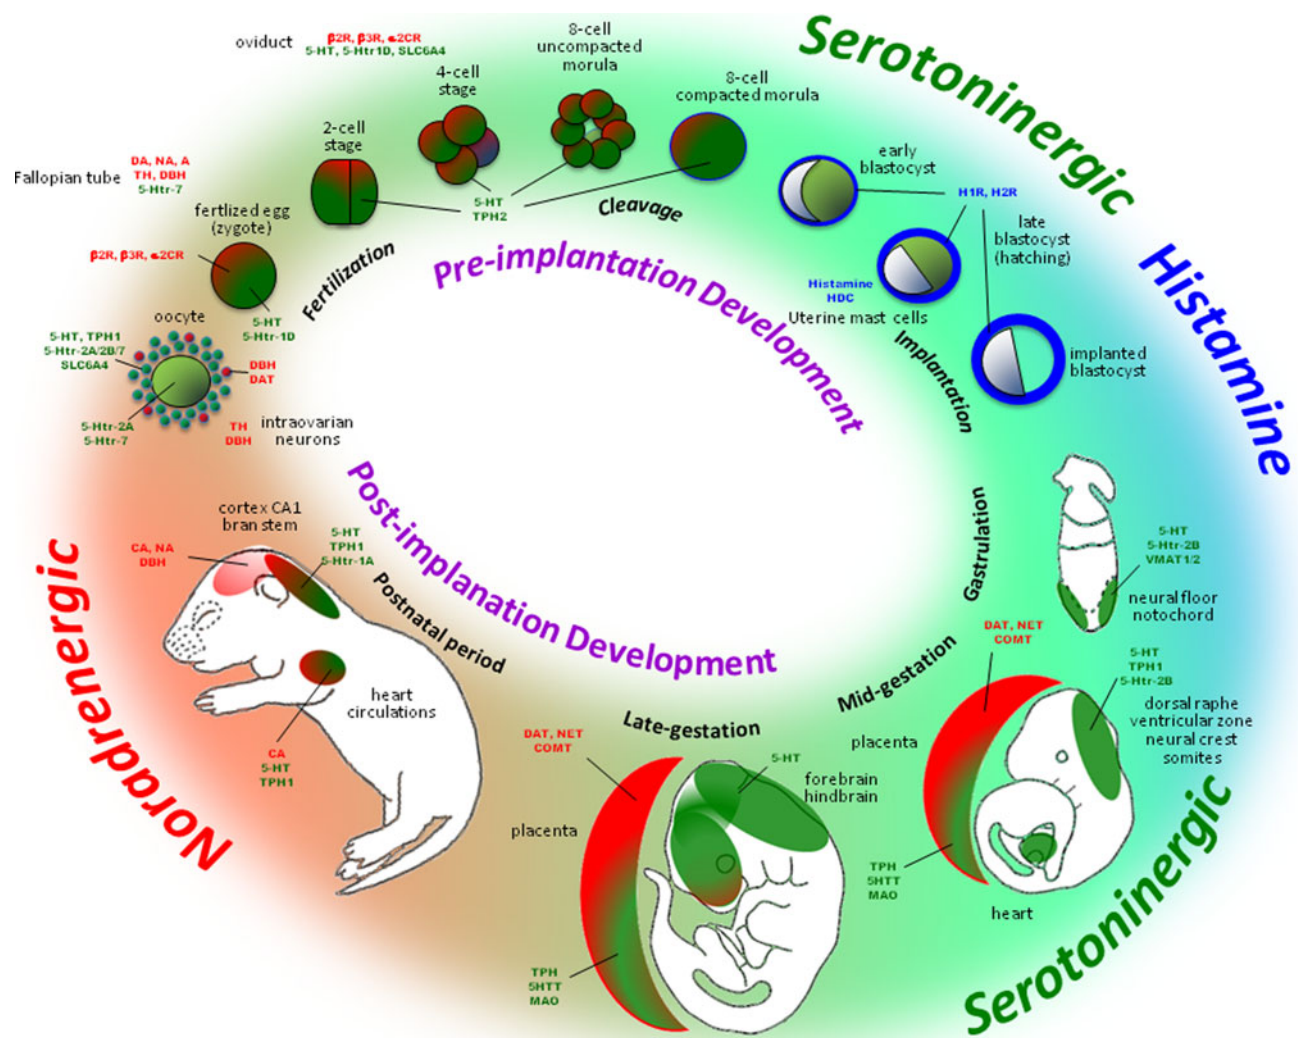 Serotoninergic
Histamine
Serotoninergic
Noradrenergic
Pre-implantation Development
Post-implanation Development
oviduct
β2R, β3R, α2CR
5-HT, 5-Htr1D, SLC6A4
8-cell
uncompacted
morula
4-cell
stage
8-cell
compacted morula
2-cell
stage
early
blastocyst
Fallopian tube
DA, NA, A
TH, DBH
5-Htr-7
5-HT
TPH2
Cleavage
H1R, H2R
fertlized egg
(zygote)
late
blastocyst
(hatching)
β2R, β3R, α2CR
Fertilization
Histamine
HDC
Uterine mast cells
oocyte
5-HT
5-Htr-1D
5-HT, TPH1
5-Htr-2A/2B/7
SLC6A4
DBH
DAT
Implantation
implanted
blastocyst
5-Htr-2A
5-Htr-7
TH
DBH
intraovarian
neurons
cortex CA1
bran stem
5-HT
TPH1
5-Htr-1A
CA, NA
DBH
Gastrulation
5-HT
5-Htr-2B
VMAT1/2
neural floor
notochord
Postnatal period
DAT, NET
COMT
5-HT
TPH1
5-Htr-2B
Mid-gestation
dorsal raphe
ventricular zone
neural crest
somites
heart
circulations
Late-gestation
placenta
DAT, NET
COMT
CA
5-HT
TPH1
5-HT
forebrain
hindbrain
placenta
TPH
5HTT
MAO
heart
TPH
5HTT
MAO